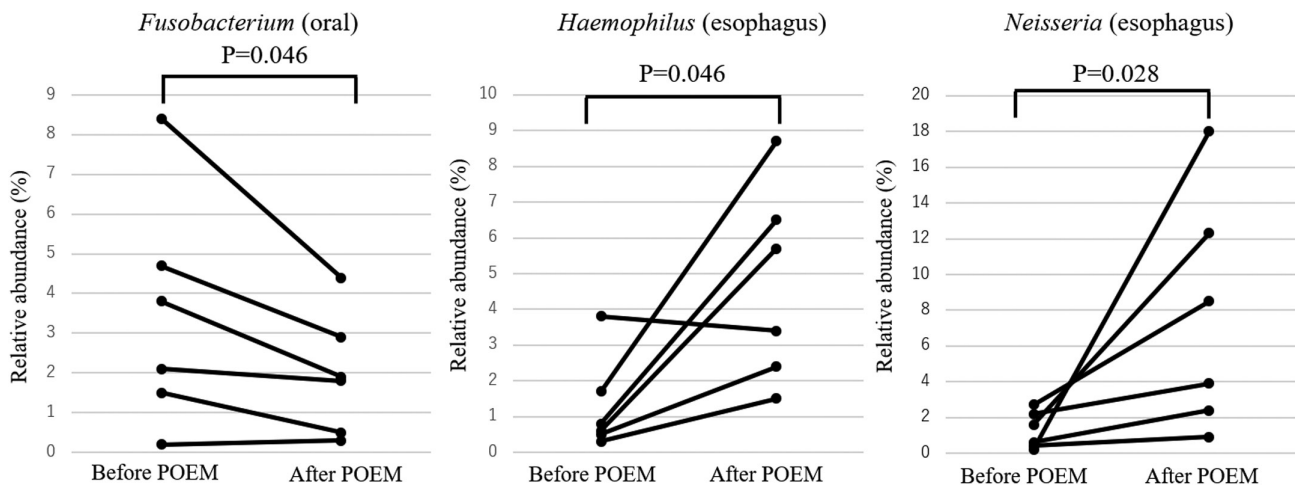 Fusobacterium (oral)
P=0.046
Relative abundance (%)
9
8
7
6
5
4
3
2
1
0
Before POEM
After POEM
Haemophilus (esophagus)
P=0.046
Relative abundance (%)
10
9
8
7
6
5
4
3
2
1
0
Before POEM
After POEM
Neisseria (esophagus)
P=0.028
Relative abundance (%)
20
18
16
14
12
10
8
6
4
2
0
Before POEM
After POEM